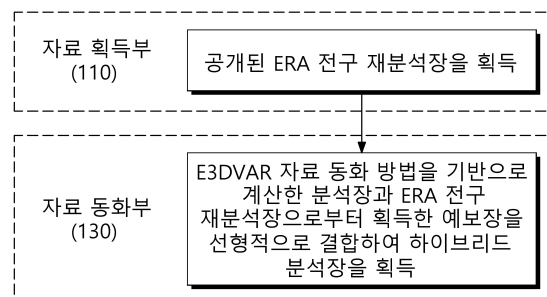 자료 획득부
(110)
공개된 ERA 전구 재분석장을 획득
자료 동화부
(130)
E3DVAR 자료 동화 방법을 기반으로
계산한 분석장과 ERA 전구
재분석장으로부터 획득한 예보장을
선형적으로 결합하여 하이브리드
분석장을 획득